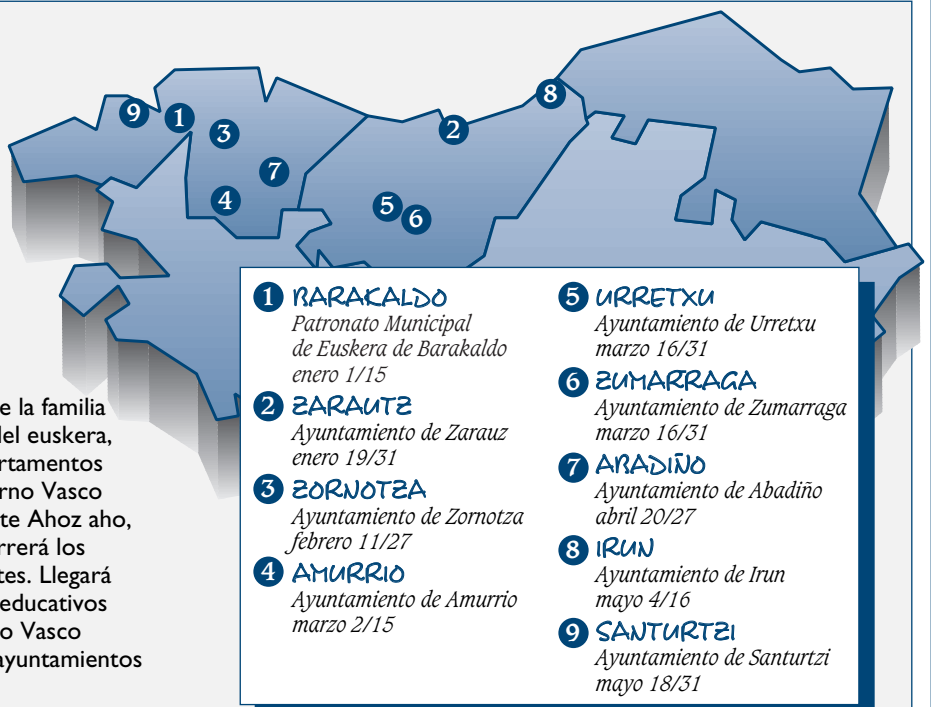 9
1
3
7
4
2
8
5
6
1 BARAKALDO
Patronato Municipal
de Euskera de Barakaldo
enero 1/15
2 ZARAUTZ
Ayuntamiento de Zarauz
enero 19/31
3 ZORNOTZA
Ayuntamiento de Zornotza
febrero 11/27
4 AMURRIO
Ayuntamiento de Amurrio
marzo 2/15
5 URRETXU
Ayuntamiento de Urretxu
marzo 16/31
6 ZUMARRAGA
Ayuntamiento de Zumarraga
marzo 16/31
7 ABADIÑO
Ayuntamiento de Abadiño
abril 20/27
8 IRUN
Ayuntamiento de Irun
mayo 4/16
9 SANTURTZI
Ayuntamiento de Santurtzi
mayo 18/31
e la familia
del euskera,
rtamentos
rno Vasco
te Ahoz aho,
rrerá los
tes. Llegará
educativos
o Vasco
ayuntamientos